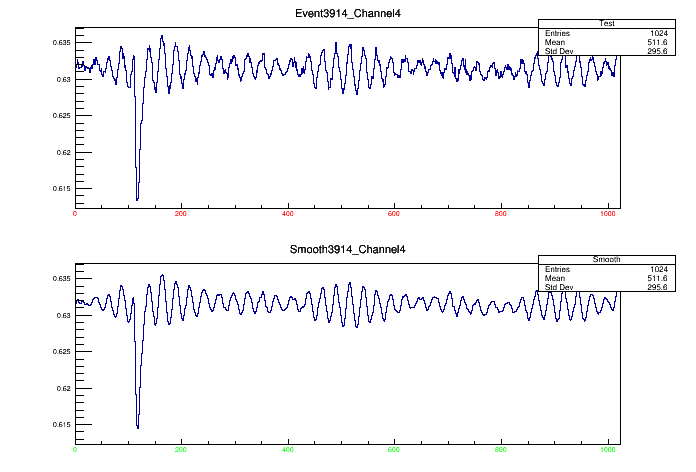 Event3914_Channel4
Test
Entries 1024
Mean 511.6
Std Dev 295.6
0.635
0.63
0.625
0.62
0.615
0 200 400 600 800 1000
Smooth3914_Channel4
Smooth
Entries 1024
Mean 511.6
Std Dev 295.6
0.635
0.63
0.625
0.62
0.615
0 200 400 600 800 1000